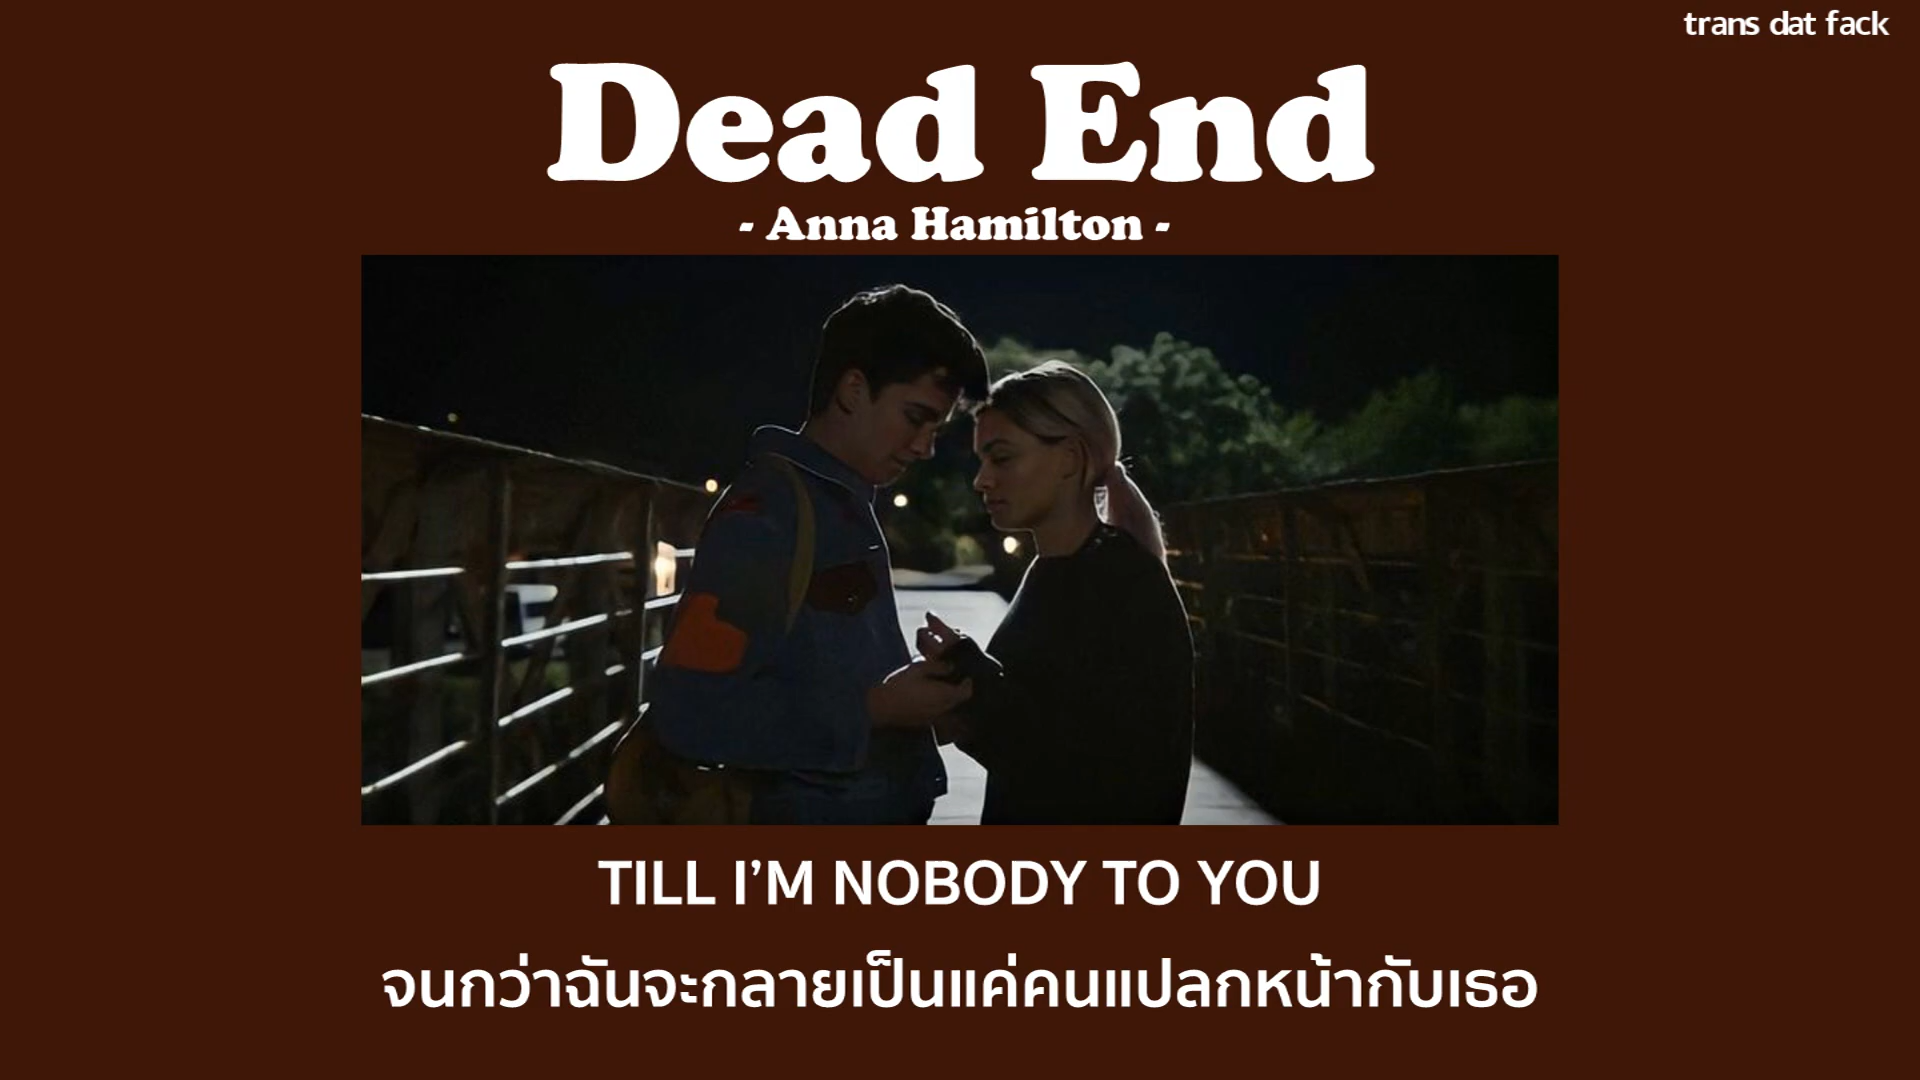 trans dat fack
Dead End
- Anna Hamilton -
TILL I’M NOBODY TO YOU
จนกว่าฉันจะกลายเป็นแค่คนแปลกหน้ากับเธอ